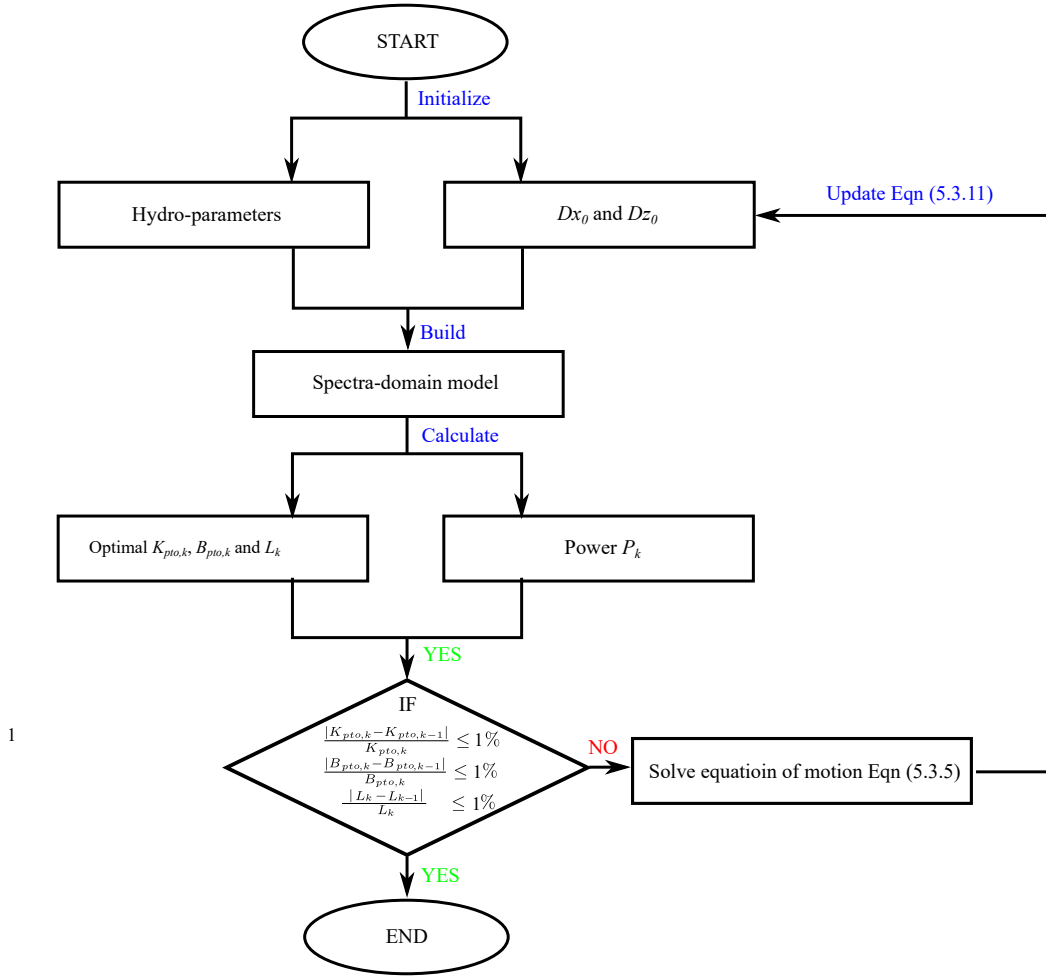 START
Initialize
Hydro-parameters
Dx0 and Dz0
Update Eqn (5.3.11)
Build
Spectra-domain model
Calculate
Optimal Kpto,k, Bpto,k and Lk
Power Pk
YES
IF
|Kpto,k−Kpto,k−1| / Kpto,k ≤ 1%
|Bpto,k−Bpto,k−1| / Bpto,k ≤ 1%
|Lk−Lk−1| / Lk ≤ 1%
1
NO
Solve equatioin of motion Eqn (5.3.5)
YES
END